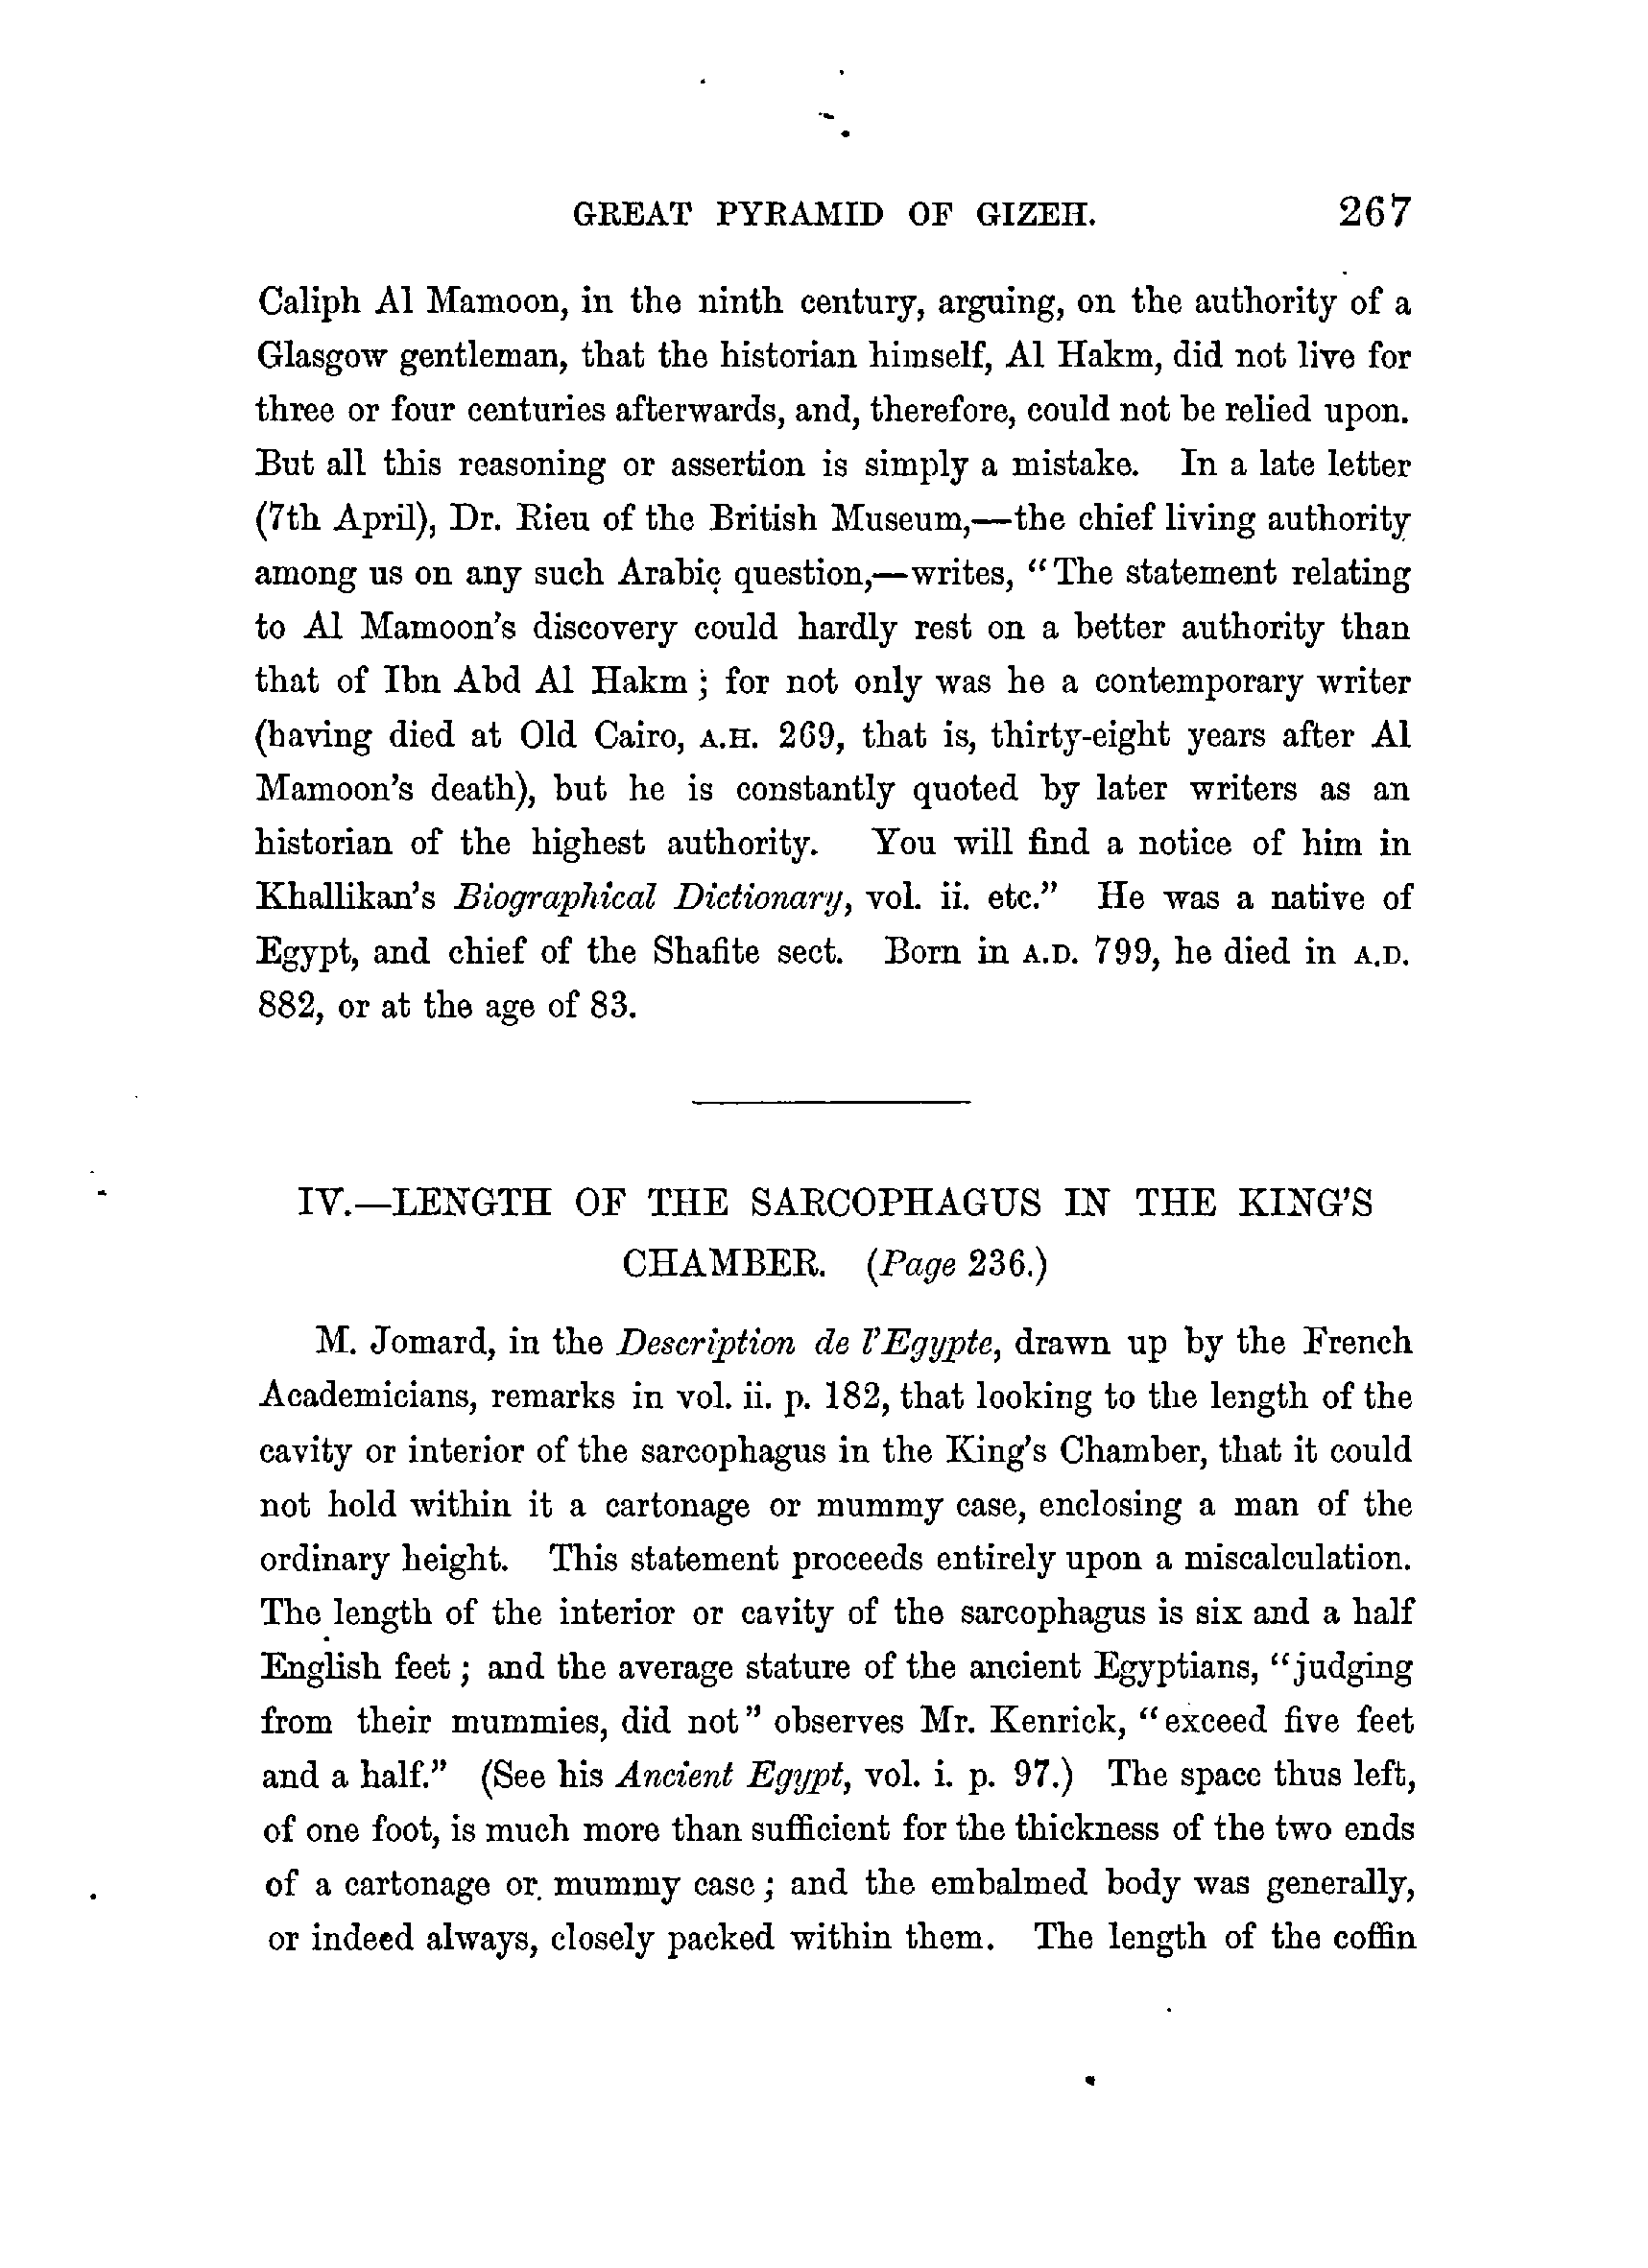 GREAT PYRAMID OF GIZEH. 267
Caliph Al Mamoon, in the ninth century, arguing, on the authority of a
Glasgow gentleman, that the historian himself, Al Hakm, did not live for
three or four centuries afterwards, and, therefore, could not be relied upon.
But all this reasoning or assertion is simply a mistake. In a late letter
(7th April), Dr. Rieu of the British Museum,—the chief living authority
among us on any such Arabic question,—writes, "The statement relating
to Al Mamoon's discovery could hardly rest on a better authority than
that of Ibn Abd Al Hakm; for not only was he a contemporary writer
(having died at Old Cairo, A.H. 269, that is, thirty-eight years after Al
Mamoon's death), but he is constantly quoted by later writers as an
historian of the highest authority. You will find a notice of him in
Khallikan's Biographical Dictionary, vol. ii. etc." He was a native of
Egypt, and chief of the Shafite sect. Born in A.D. 799, he died in A.D.
882, or at the age of 83.
IV.—LENGTH OF THE SARCOPHAGUS IN THE KING'S
CHAMBER. (Page 236.)
M. Jomard, in the Description de l'Egypte, drawn up by the French
Academicians, remarks in vol. ii. p. 182, that looking to the length of the
cavity or interior of the sarcophagus in the King's Chamber, that it could
not hold within it a cartonage or mummy case, enclosing a man of the
ordinary height. This statement proceeds entirely upon a miscalculation.
The length of the interior or cavity of the sarcophagus is six and a half
English feet; and the average stature of the ancient Egyptians, "judging
from their mummies, did not" observes Mr. Kenrick, "exceed five feet
and a half." (See his Ancient Egypt, vol. i. p. 97.) The space thus left,
of one foot, is much more than sufficient for the thickness of the two ends
of a cartonage or mummy case; and the embalmed body was generally,
or indeed always, closely packed within them. The length of the coffin